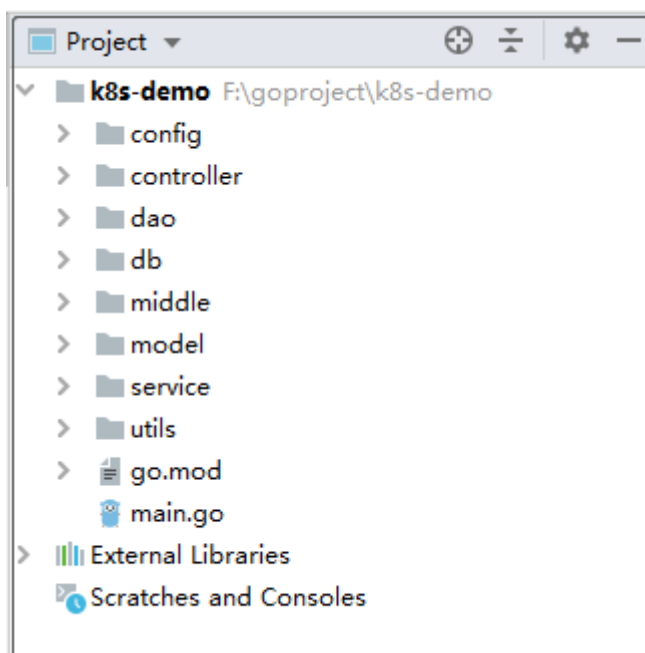 Project
k8s-demo F:\goproject\k8s-demo
config
controller
dao
db
middle
model
service
utils
go.mod
main.go
External Libraries
Scratches and Consoles